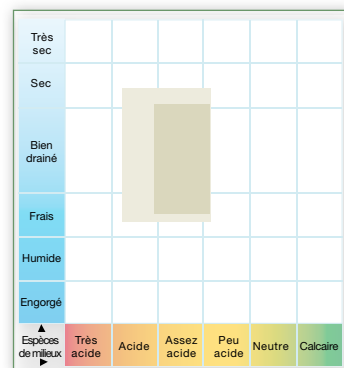 Très
sec
Sec
Bien
drainé
Frais
Humide
Engorgé
Espèces
de milieux
Très
acide
Acide
Assez
acide
Peu
acide
Neutre
Calcaire